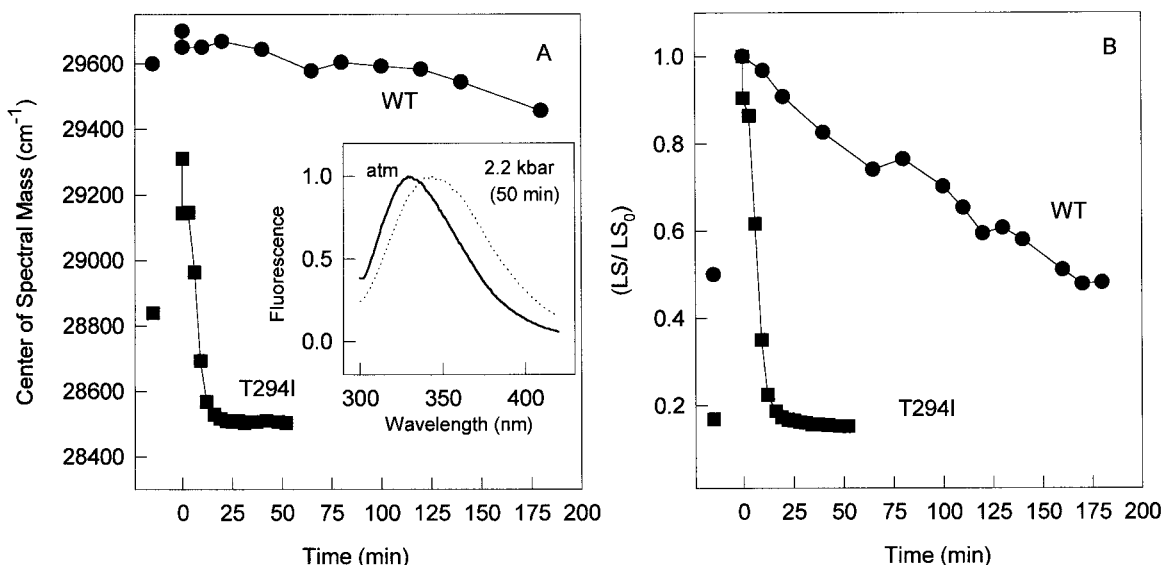 A
Center of Spectral Mass (cm⁻¹)
29600
29400
29200
29000
28800
28600
28400
WT
T294I
atm
2.2 kbar
(50 min)
Fluorescence
1.0
0.5
0.0
300
350
400
Wavelength (nm)
0
25
50
75
100
125
150
175
200
Time (min)
B
(LS/ LS₀)
1.0
0.8
0.6
0.4
0.2
WT
T294I
0
25
50
75
100
125
150
175
200
Time (min)